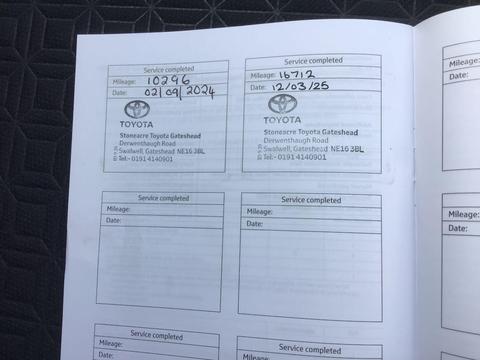 Service completed
Mileage: 10296
Date: 02/09/2024
TOYOTA
Stoneacre Toyota Gateshead
Derwenthaugh Road
Swalwell, Gateshead NE16 3BL
Tel:- 0191 4140901
Service completed
Mileage: 16712
Date: 12/03/25
TOYOTA
Stoneacre Toyota Gateshead
Derwenthaugh Road
Swalwell, Gateshead NE16 3BL
Tel:- 0191 4140901
Mileage:
Date:
Service completed
Mileage:
Date:
Service completed
Mileage:
Date:
Mileage:
Date:
Service completed
Mileage:
Date:
Service completed
Mileage: